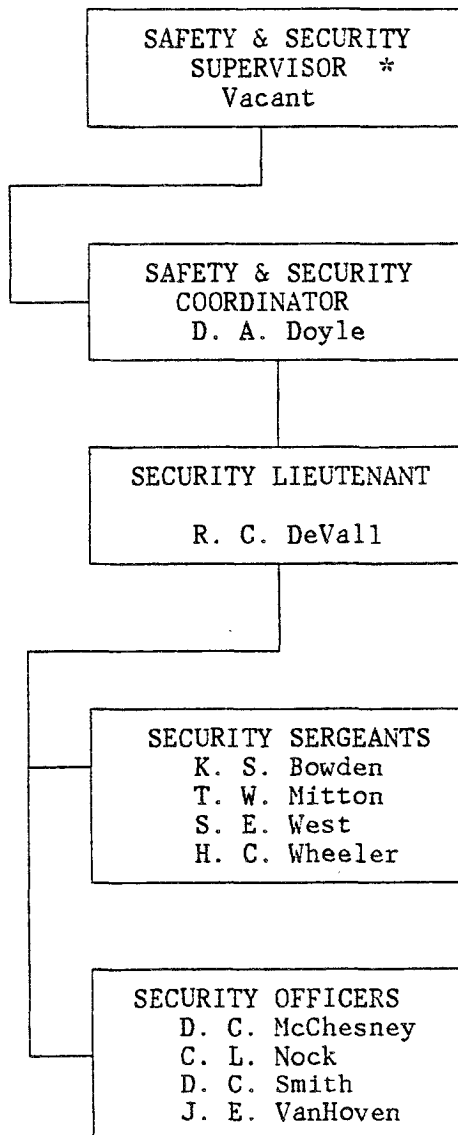 SAFETY & SECURITY
SUPERVISOR *
Vacant
SAFETY & SECURITY
COORDINATOR
D. A. Doyle
SECURITY LIEUTENANT
R. C. DeVall
SECURITY SERGEANTS
K. S. Bowden
T. W. Mitton
S. E. West
H. C. Wheeler
SECURITY OFFICERS
D. C. McChesney
C. L. Nock
D. C. Smith
J. E. VanHoven